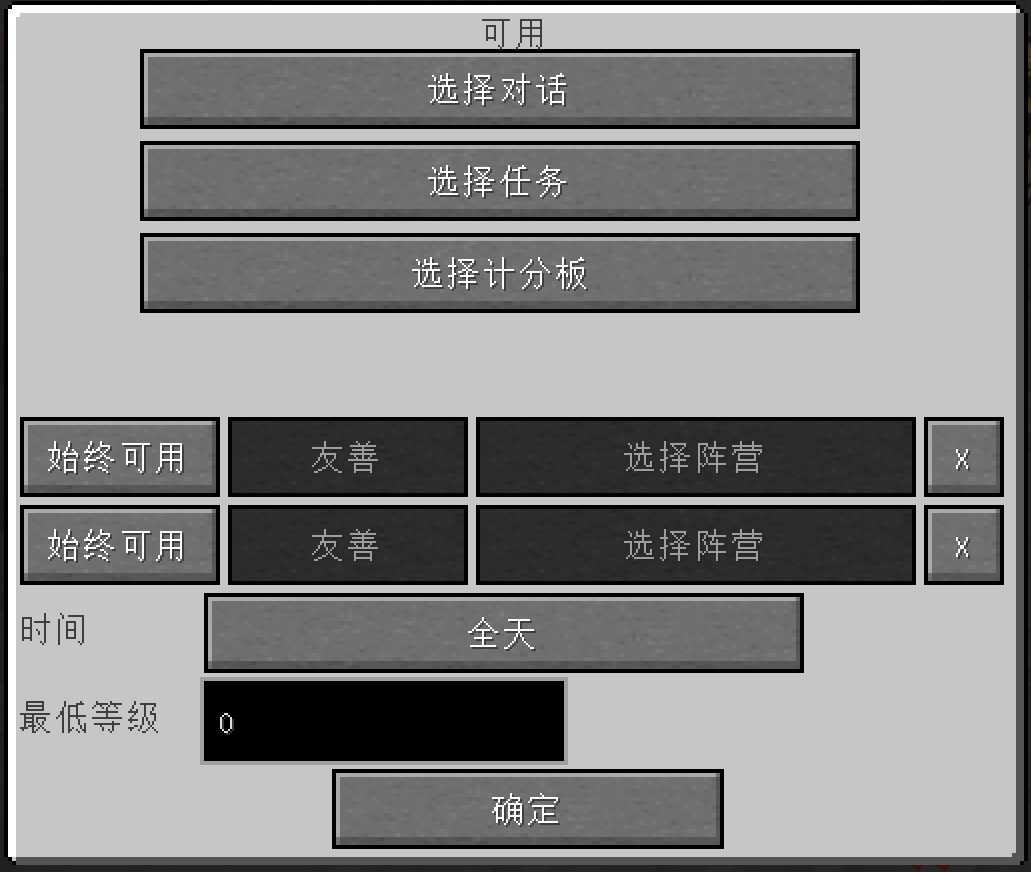 可用
选择对话
选择任务
选择计分板
始终可用 友善 选择阵营 X
始终可用 友善 选择阵营 X
时间 全天
最低等级 0
确定